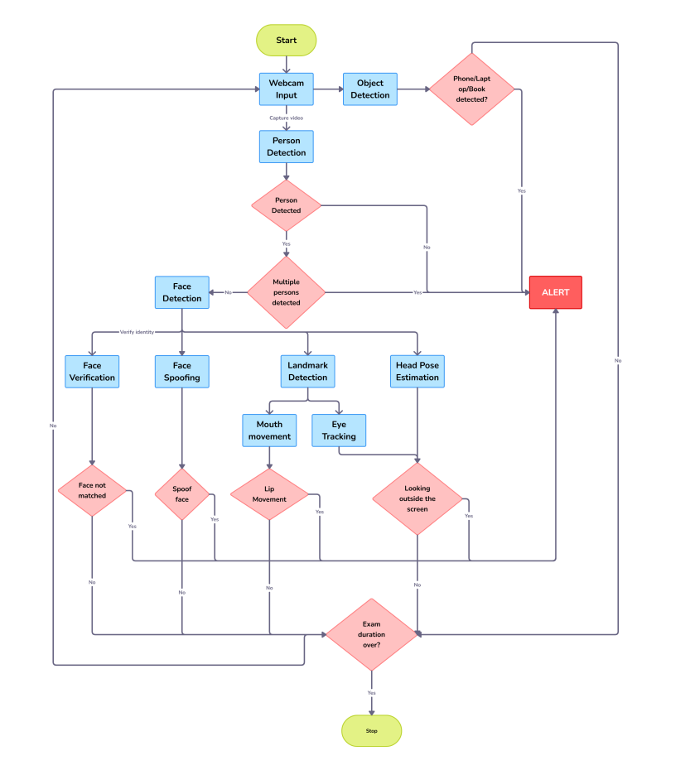 Start
Webcam
Input
Object
Detection
Phone/Lapt
op/Book
detected?
Capture video
Person
Detection
Yes
Person
Detected
No
Yes
Face
Detection
No
Multiple
persons
detected
Yes
ALERT
Verify identity
No
Face
Verification
Face
Spoofing
Landmark
Detection
Head Pose
Estimation
No
Mouth
movement
Eye
Tracking
Face not
matched
Spoof
face
Lip
Movement
Looking
outside the
screen
Yes
Yes
Yes
Yes
No
No
No
No
Exam
duration
over?
Yes
Stop